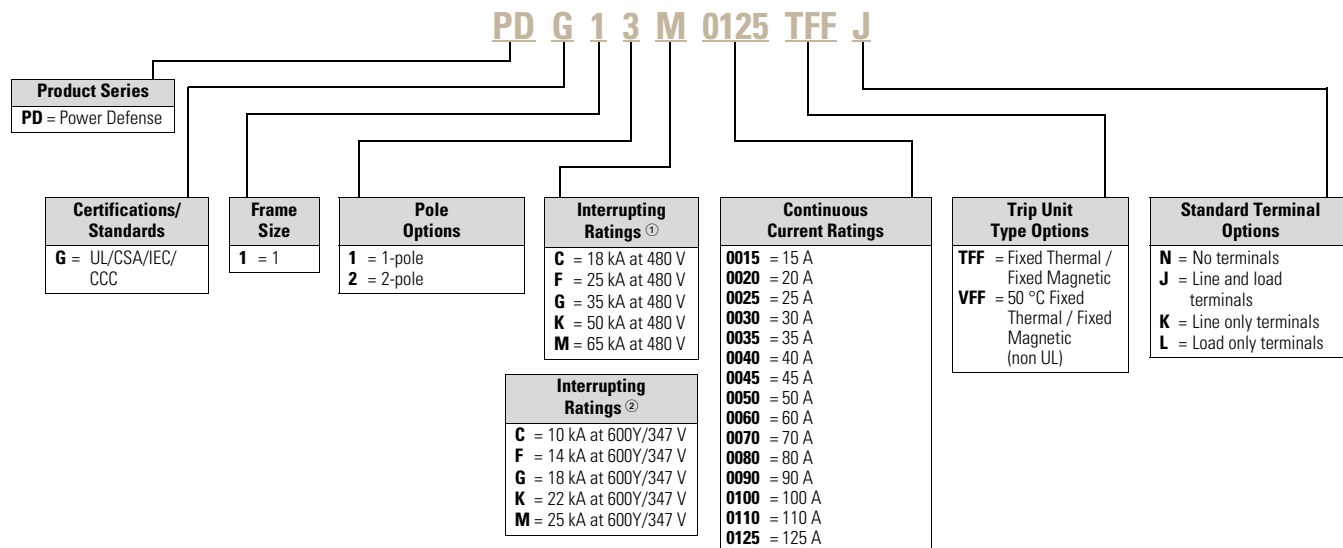 PD G 1 3 M 0125 TFF J
Product Series
PD = Power Defense
Certifications/
Standards
G = UL/CSA/IEC/
CCC
Frame
Size
1 = 1
Pole
Options
1 = 1-pole
2 = 2-pole
Interrupting
Ratings ①
C = 18 kA at 480 V
F = 25 kA at 480 V
G = 35 kA at 480 V
K = 50 kA at 480 V
M = 65 kA at 480 V
Interrupting
Ratings ②
C = 10 kA at 600Y/347 V
F = 14 kA at 600Y/347 V
G = 18 kA at 600Y/347 V
K = 22 kA at 600Y/347 V
M = 25 kA at 600Y/347 V
Continuous
Current Ratings
0015 = 15 A
0020 = 20 A
0025 = 25 A
0030 = 30 A
0035 = 35 A
0040 = 40 A
0045 = 45 A
0050 = 50 A
0060 = 60 A
0070 = 70 A
0080 = 80 A
0090 = 90 A
0100 = 100 A
0110 = 110 A
0125 = 125 A
Trip Unit
Type Options
TFF = Fixed Thermal /
Fixed Magnetic
VFF = 50 °C Fixed
Thermal / Fixed
Magnetic
(non UL)
Standard Terminal
Options
N = No terminals
J = Line and load
terminals
K = Line only terminals
L = Load only terminals